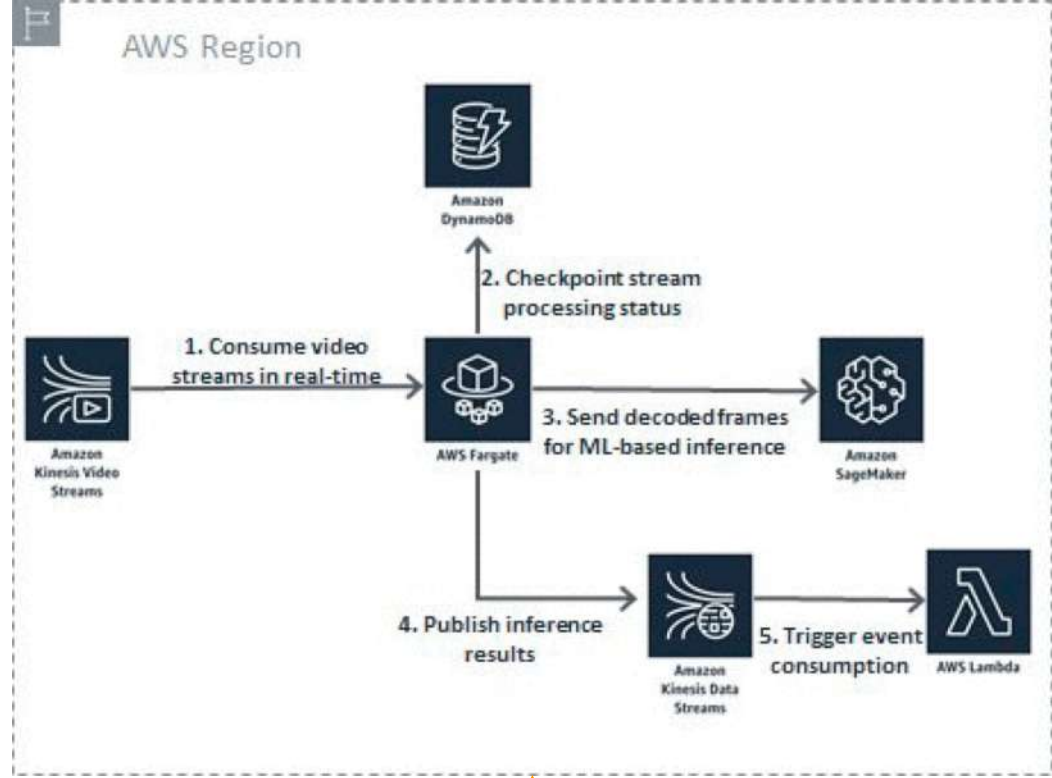 AWS Region
Amazon
DynamoDB
2. Checkpoint stream
processing status
1. Consume video
streams in real-time
Amazon
Kinesis Video
Streams
AWS Fargate
3. Send decoded frames
for ML-based inference
Amazon
SageMaker
4. Publish inference
results
Amazon
Kinesis Data
Streams
5. Trigger event
consumption
AWS Lambda